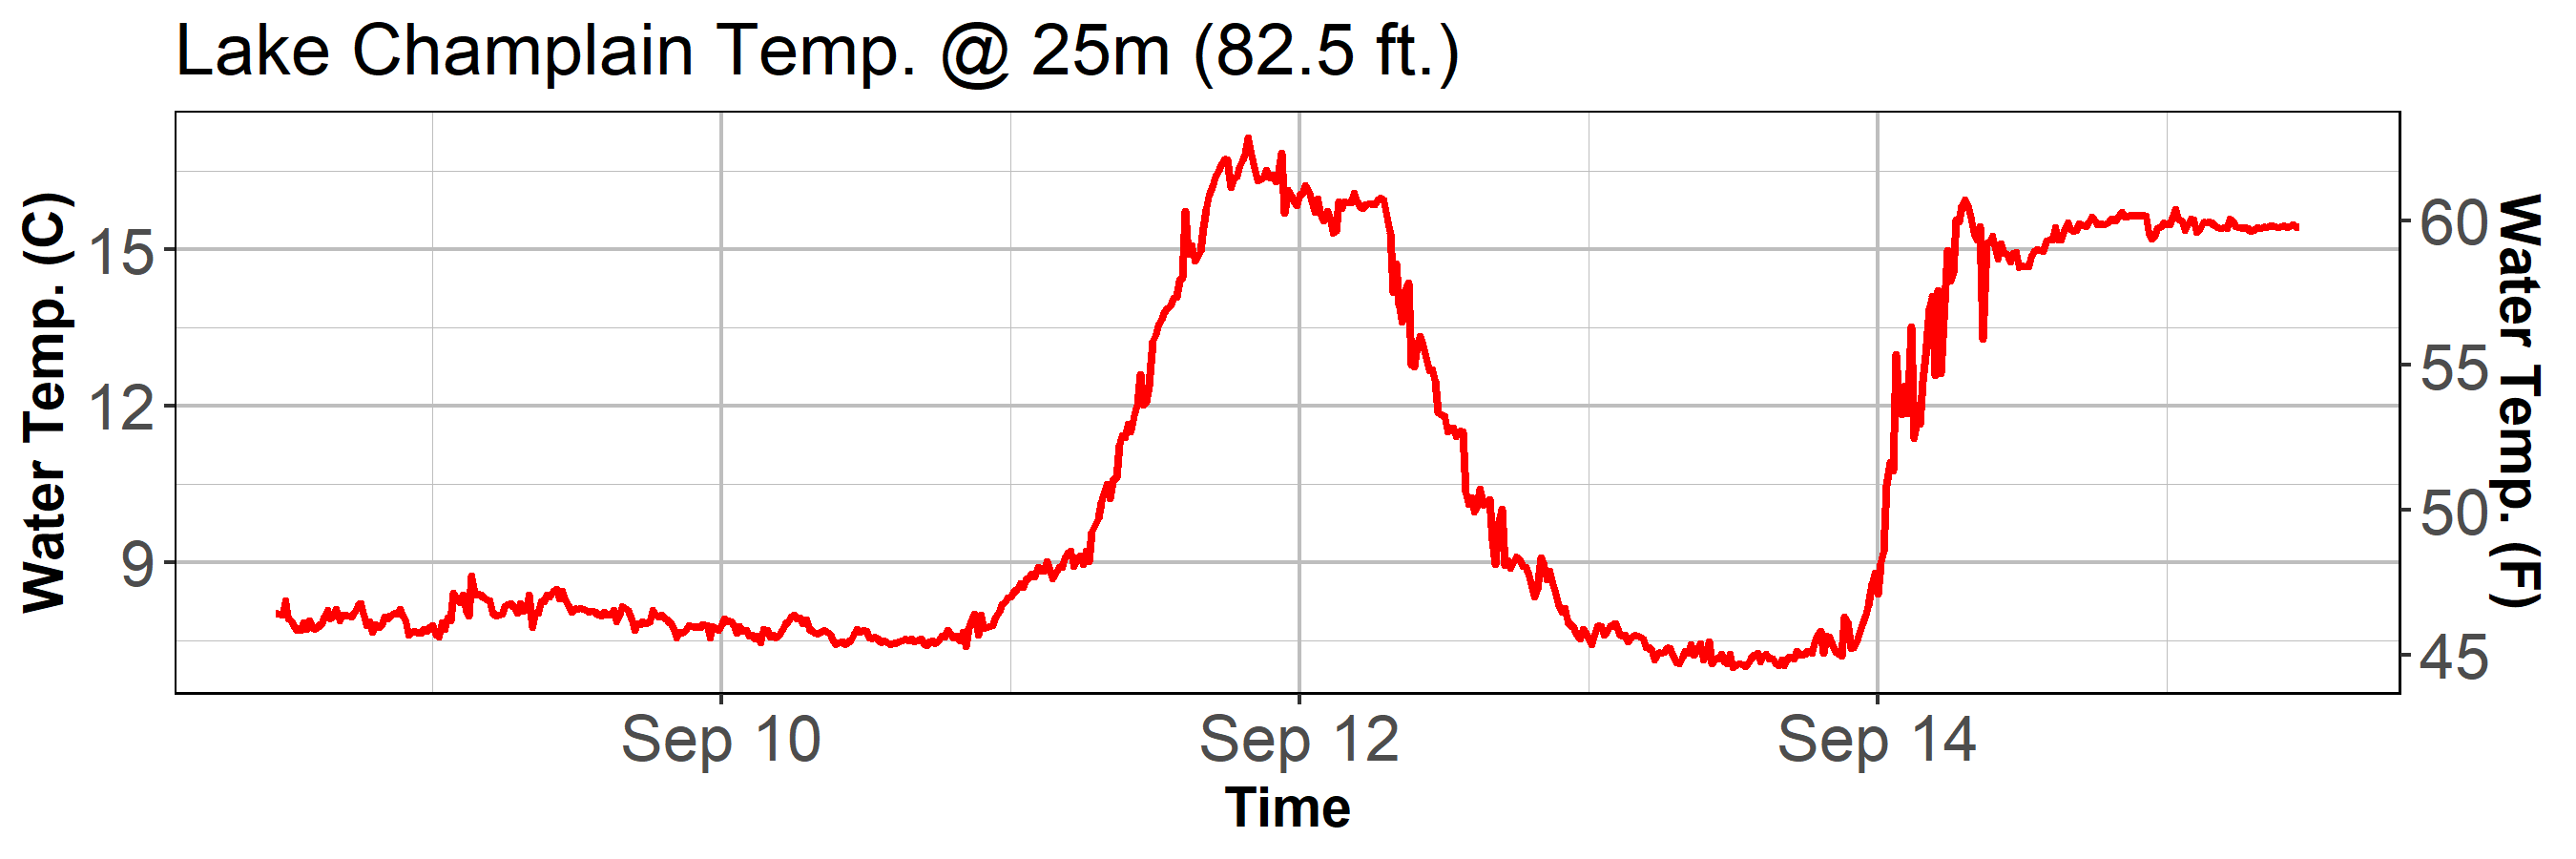 Lake Champlain Temp. @ 25m (82.5 ft.)
Water Temp. (C)
15
12
9
60
55
50
45
Water Temp. (F)
Sep 10 Sep 12 Sep 14
Time